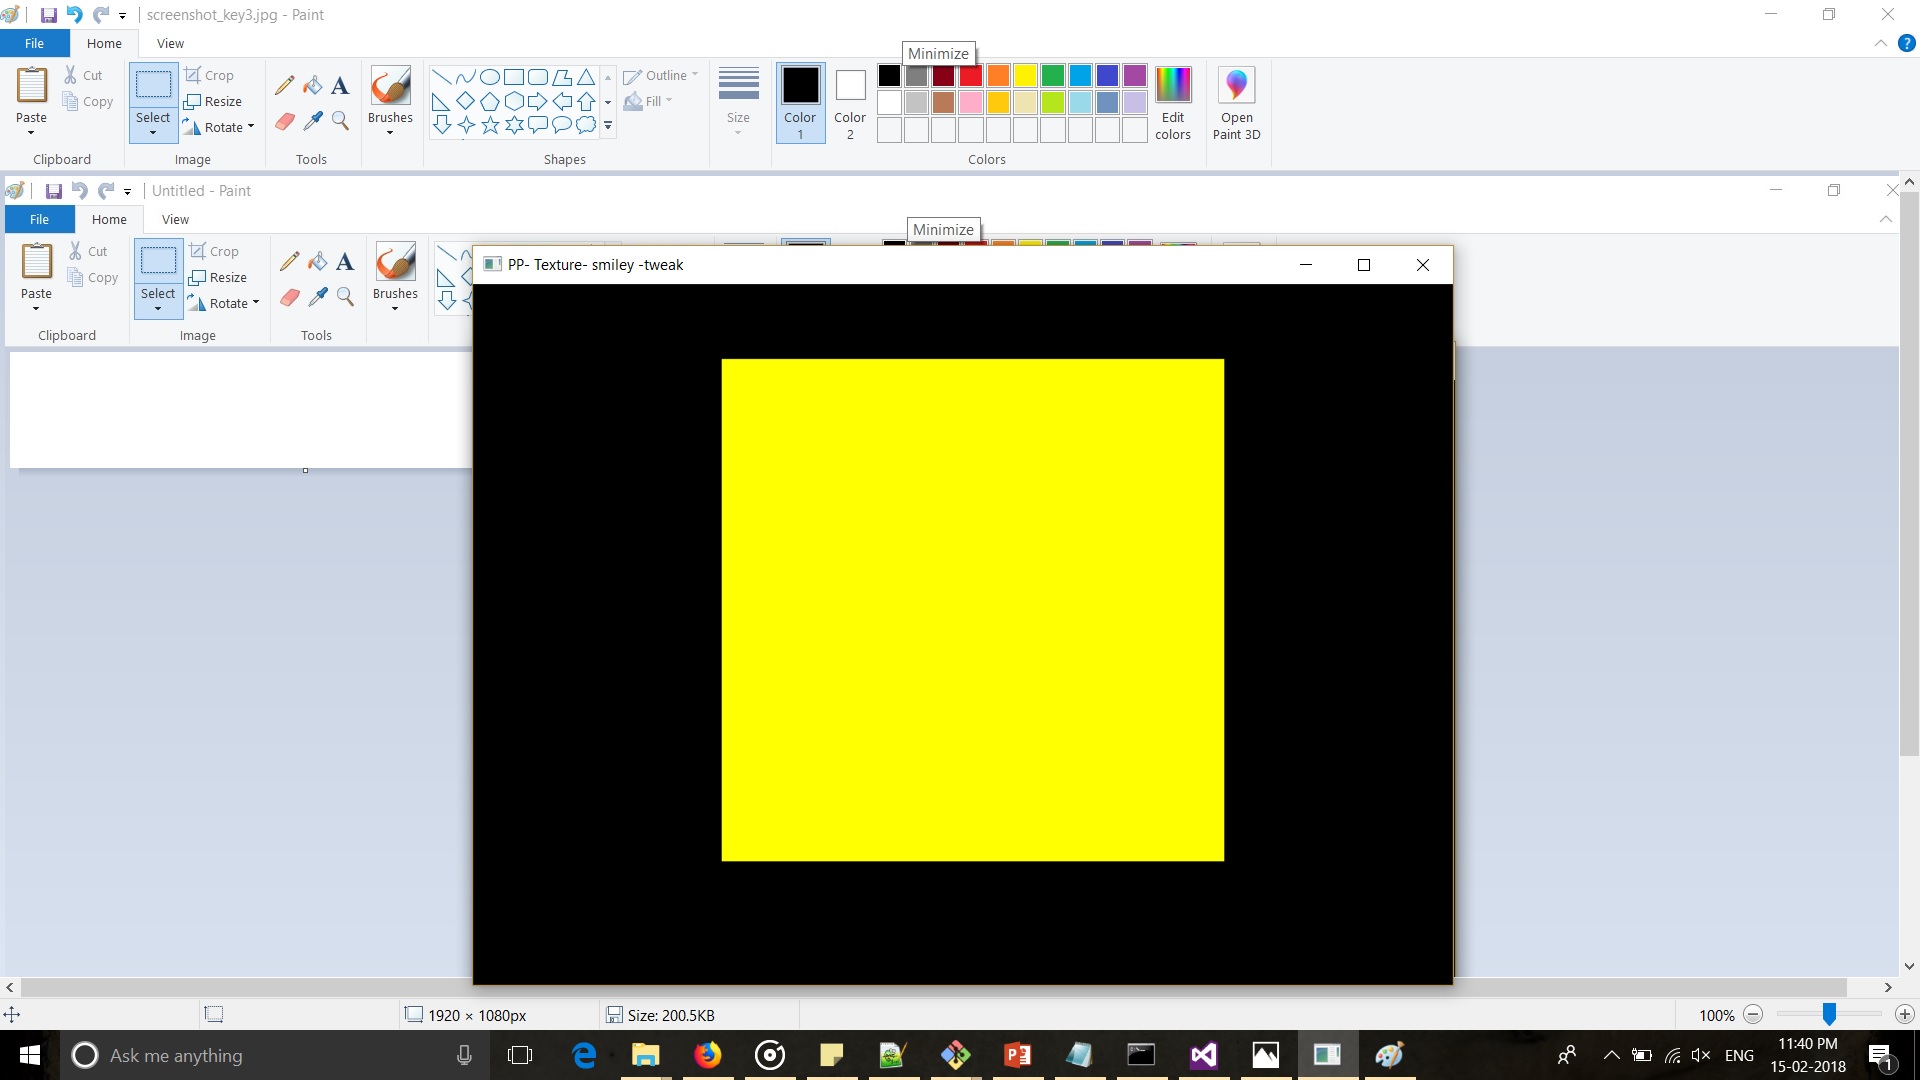 screenshot_key3.jpg - Paint
File Home View
Minimize
Paste
Cut
Copy
Clipboard
Select
Crop
Resize
Rotate
Image
A
Tools
Brushes
Outline
Fill
Shapes
Size
Color 1
Color 2
Edit colors
Colors
Open Paint 3D
Untitled - Paint
File Home View
Minimize
Paste
Cut
Copy
Clipboard
Select
Crop
Resize
Rotate
Image
A
Tools
Brushes
PP- Texture- smiley -tweak
1920 × 1080px
Size: 200.5KB
100%
Ask me anything
ENG
11:40 PM
15-02-2018
1